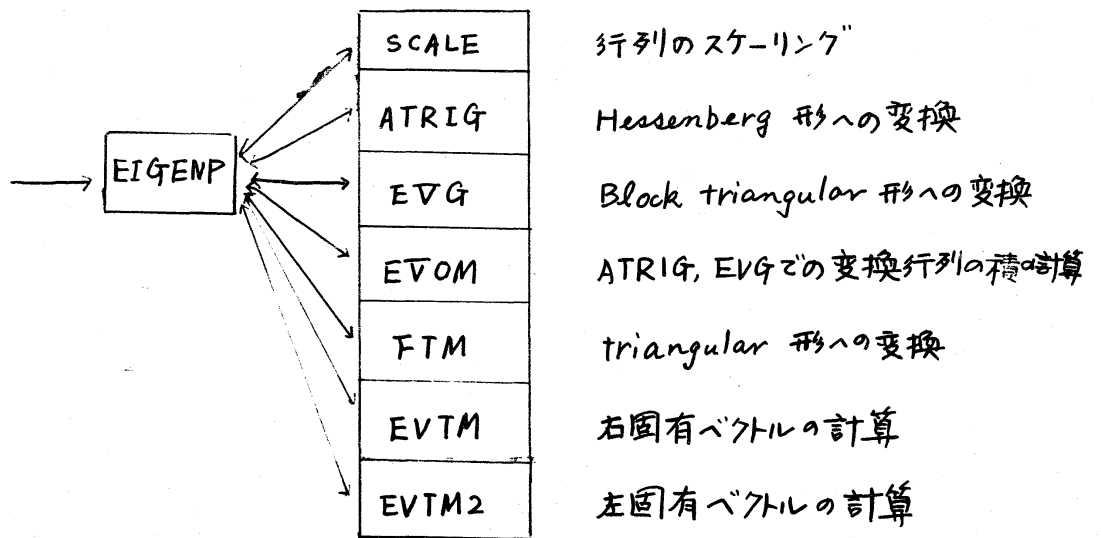 SCALE 行列のスケーリング
ATRIG Hessenberg 形への変換
EIGENP
EVG Block triangular 形への変換
EVOM ATRIG, EVGでの変換行列の積の計算
FTM triangular 形への変換
EVTM 右固有ベクトルの計算
EVTM2 左固有ベクトルの計算